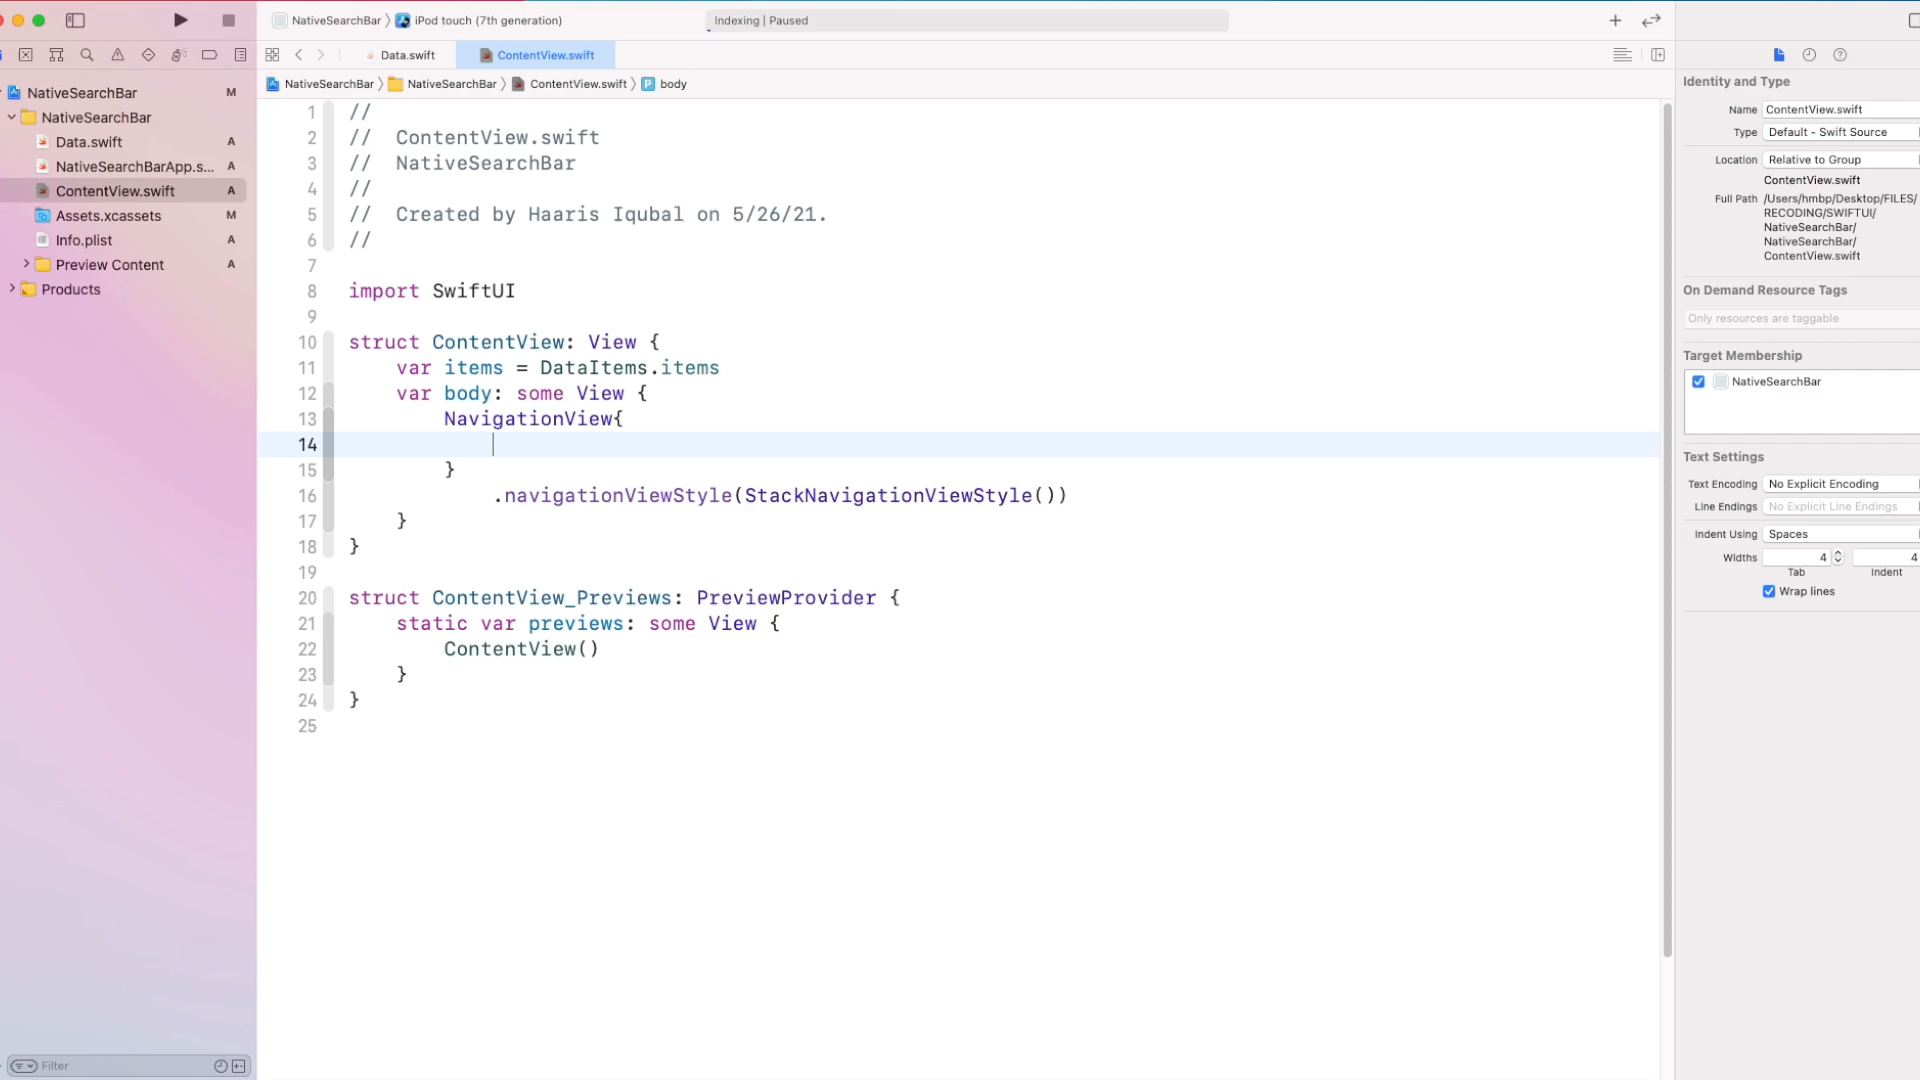 NativeSearchBar
iPod touch (7th generation)
Indexing | Paused
Data.swift
ContentView.swift
NativeSearchBar
NativeSearchBar
ContentView.swift
body
NativeSearchBar M
NativeSearchBar
Data.swift A
NativeSearchBarApp.s... A
ContentView.swift A
Assets.xcassets M
Info.plist A
Preview Content A
Products
Filter
1 //
2 //  ContentView.swift
3 //  NativeSearchBar
4 //
5 //  Created by Haaris Iqubal on 5/26/21.
6 //
7
8 import SwiftUI
9
10 struct ContentView: View {
11     var items = DataItems.items
12     var body: some View {
13         NavigationView{
14
15         }
16             .navigationViewStyle(StackNavigationViewStyle())
17     }
18 }
19
20 struct ContentView_Previews: PreviewProvider {
21     static var previews: some View {
22         ContentView()
23     }
24 }
25
Identity and Type
Name ContentView.swift
Type Default - Swift Source
Location Relative to Group
ContentView.swift
Full Path /Users/hmbp/Desktop/FILES/
RECODING/SWIFTUI/
NativeSearchBar/
NativeSearchBar/
ContentView.swift
On Demand Resource Tags
Only resources are taggable
Target Membership
NativeSearchBar
Text Settings
Text Encoding No Explicit Encoding
Line Endings No Explicit Line Endings
Indent Using Spaces
Widths 4 4
Tab Indent
Wrap lines